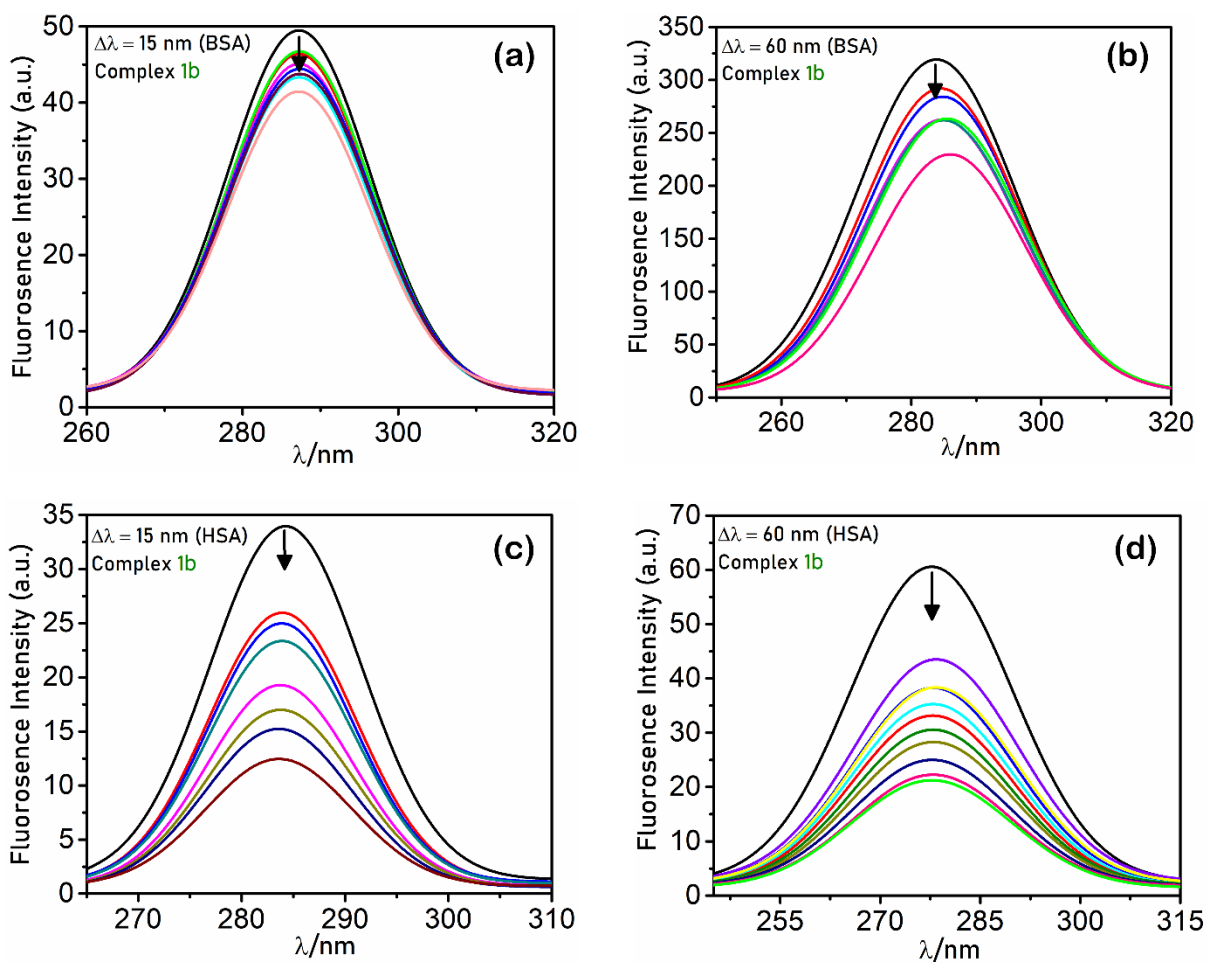 Δλ = 15 nm (BSA)
Complex 1b
(a)
Fluorosence Intensity (a.u.)
50
40
30
20
10
0
260 280 300 320
λ/nm
Δλ = 60 nm (BSA)
Complex 1b
(b)
Fluorosence Intensity (a.u.)
350
300
250
200
150
100
50
0
260 280 300 320
λ/nm
Δλ = 15 nm (HSA)
Complex 1b
(c)
Fluorosence Intensity (a.u.)
35
30
25
20
15
10
5
0
270 280 290 300 310
λ/nm
Δλ = 60 nm (HSA)
Complex 1b
(d)
Fluorosence Intensity (a.u.)
70
60
50
40
30
20
10
0
255 270 285 300 315
λ/nm